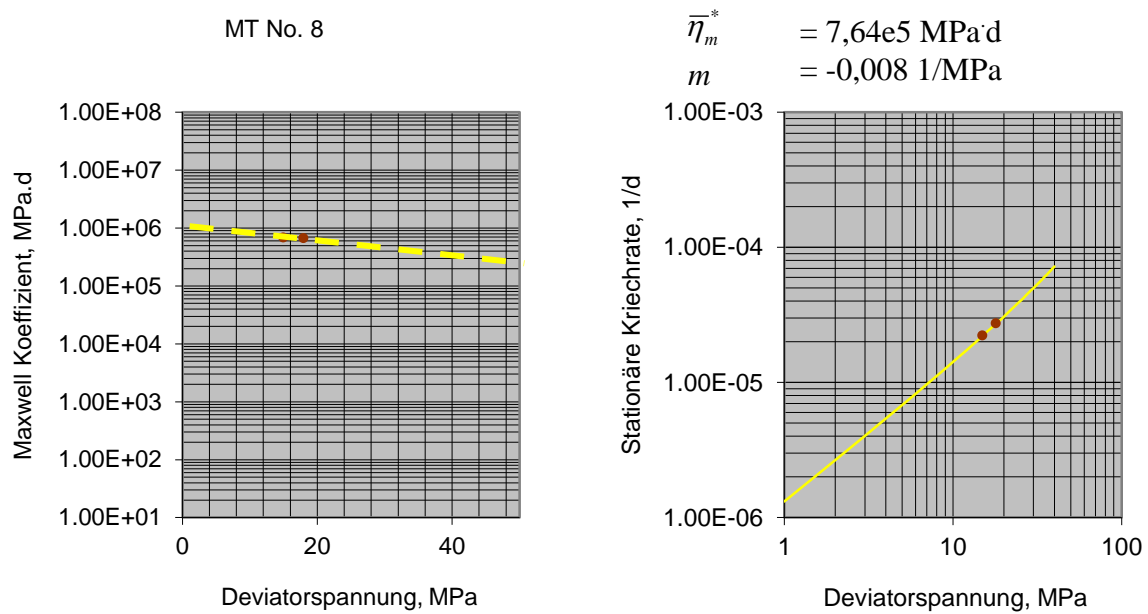 MT No. 8
η̅*m = 7,64e5 MPa·d
m = -0,008 1/MPa
Maxwell Koeffizient, MPa.d
1.00E+08
1.00E+07
1.00E+06
1.00E+05
1.00E+04
1.00E+03
1.00E+02
1.00E+01
0 20 40
Deviatorspannung, MPa
Stationäre Kriechrate, 1/d
1.00E-03
1.00E-04
1.00E-05
1.00E-06
1 10 100
Deviatorspannung, MPa